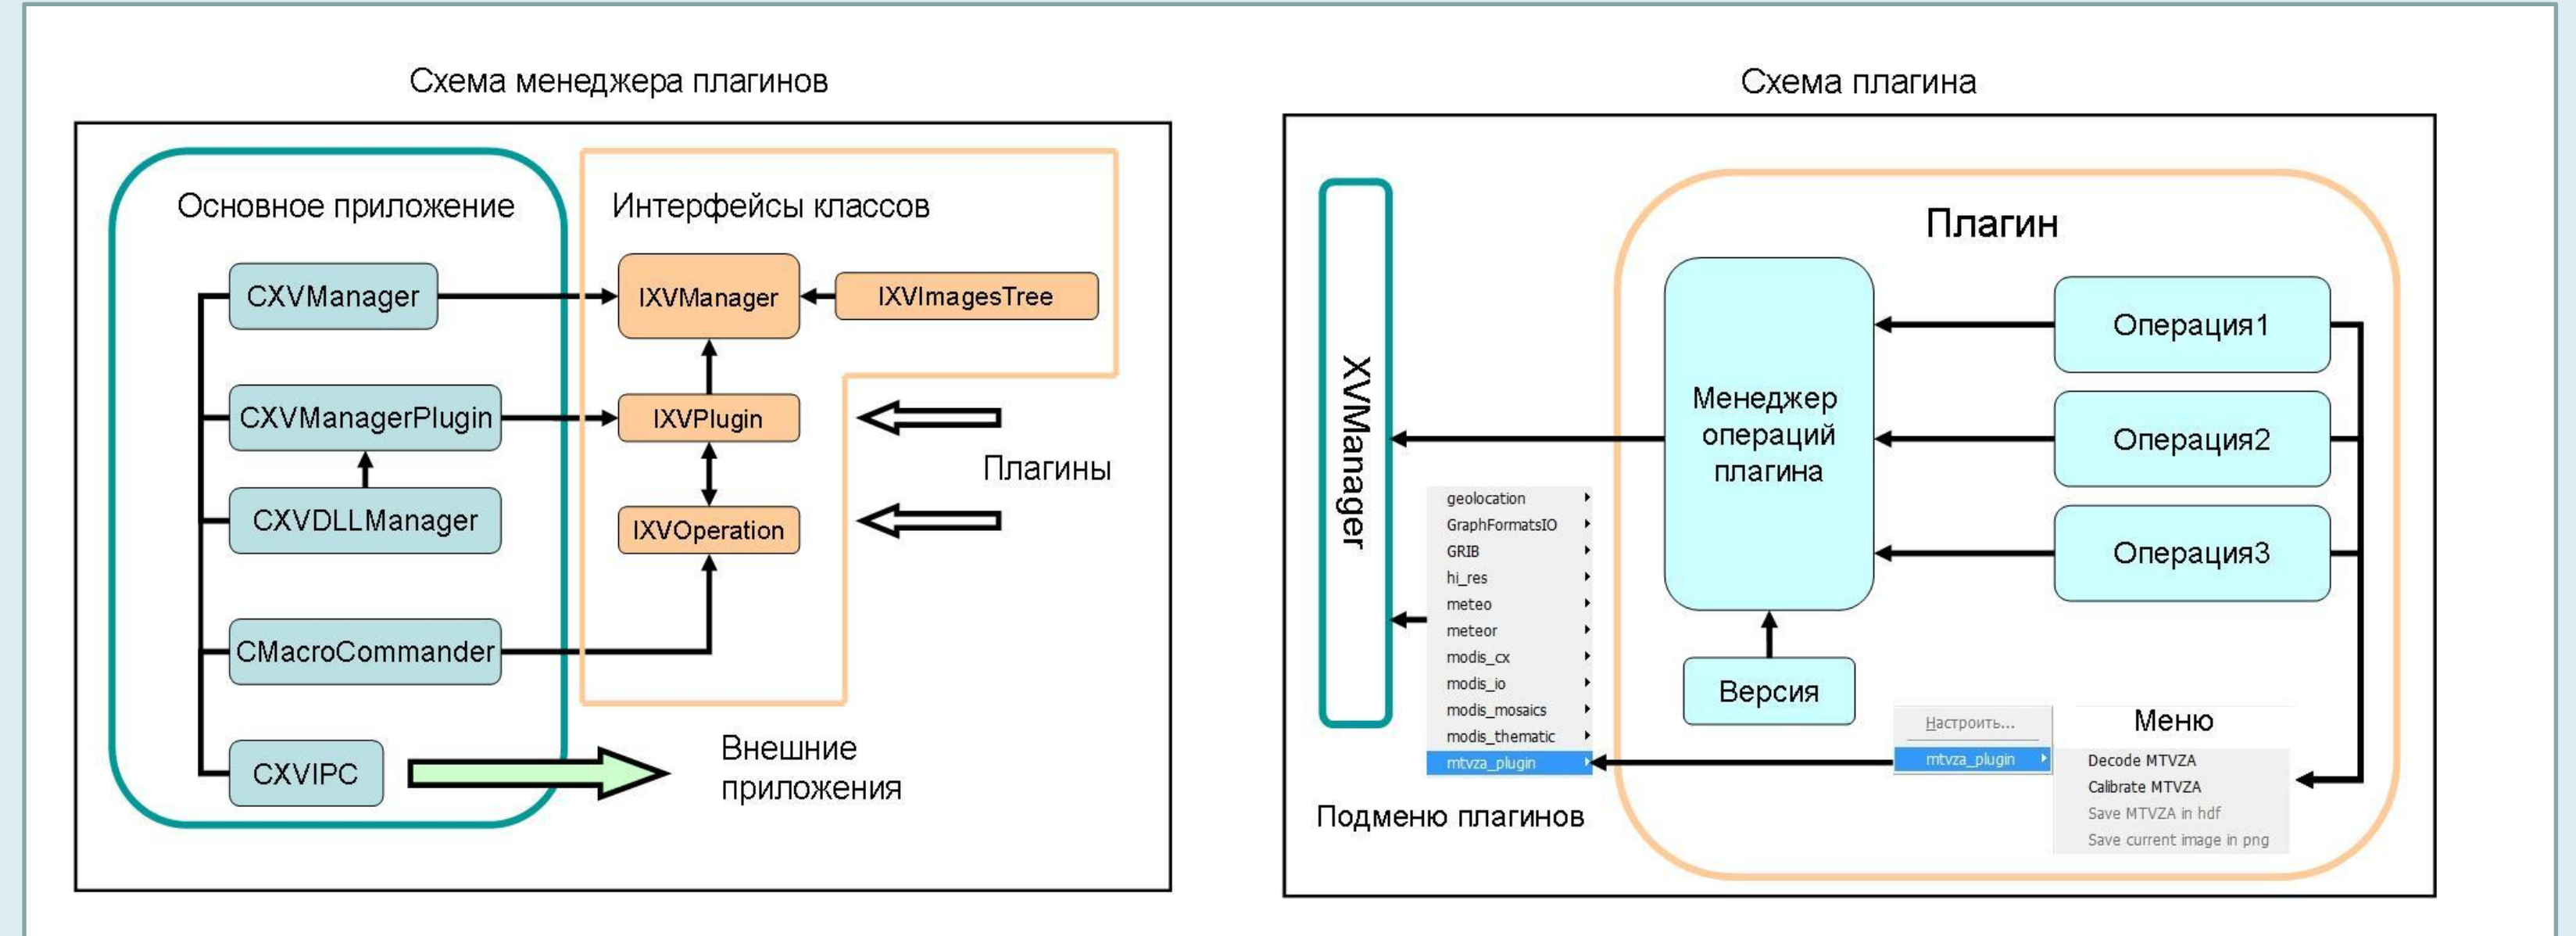 Схема менеджера плагинов
Основное приложение
Интерфейсы классов
CXVManager
IXVManager
IXVImagesTree
CXVManagerPlugin
IXVPlugin
Плагины
CXVDLLManager
IXVOperation
CMacroCommander
CXVIPC
Внешние
приложения
Схема плагина
XVManager
Плагин
Менеджер
операций
плагина
Операция1
Операция2
Операция3
Версия
geolocation
GraphFormatsIO
GRIB
hi_res
meteo
meteor
modis_cx
modis_io
modis_mosaics
modis_thematic
mtvza_plugin
Подменю плагинов
Настроить...
mtvza_plugin
Меню
Decode MTVZA
Calibrate MTVZA
Save MTVZA in hdf
Save current image in png